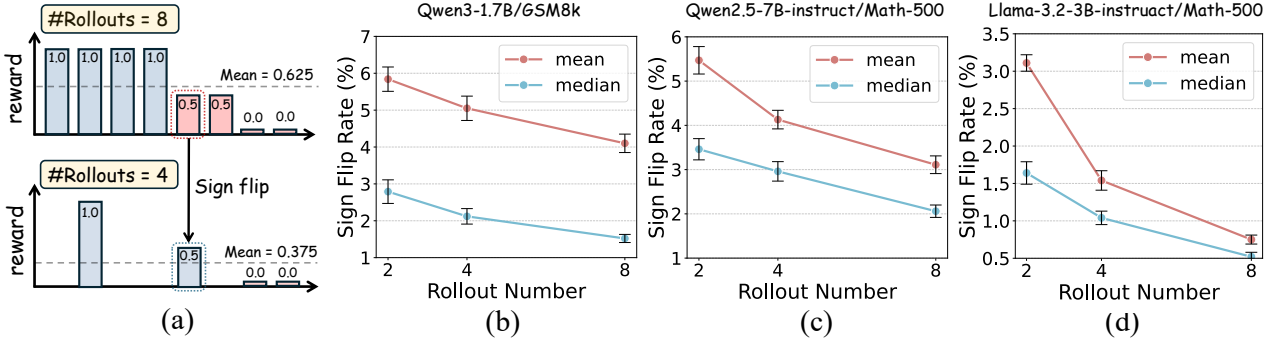 #Rollouts = 8
reward
1.0
1.0
1.0
1.0
Mean = 0.625
0.5
0.5
0.0
0.0
Sign flip
#Rollouts = 4
reward
1.0
0.5
Mean = 0.375
0.0
0.0
(a)
Qwen3-1.7B/GSM8k
Sign Flip Rate (%)
7
6
5
4
3
2
1
mean
median
2
4
8
Rollout Number
(b)
Qwen2.5-7B-instruct/Math-500
Sign Flip Rate (%)
6
5
4
3
2
1
mean
median
2
4
8
Rollout Number
(c)
Llama-3.2-3B-instruact/Math-500
Sign Flip Rate (%)
3.5
3.0
2.5
2.0
1.5
1.0
0.5
mean
median
2
4
8
Rollout Number
(d)